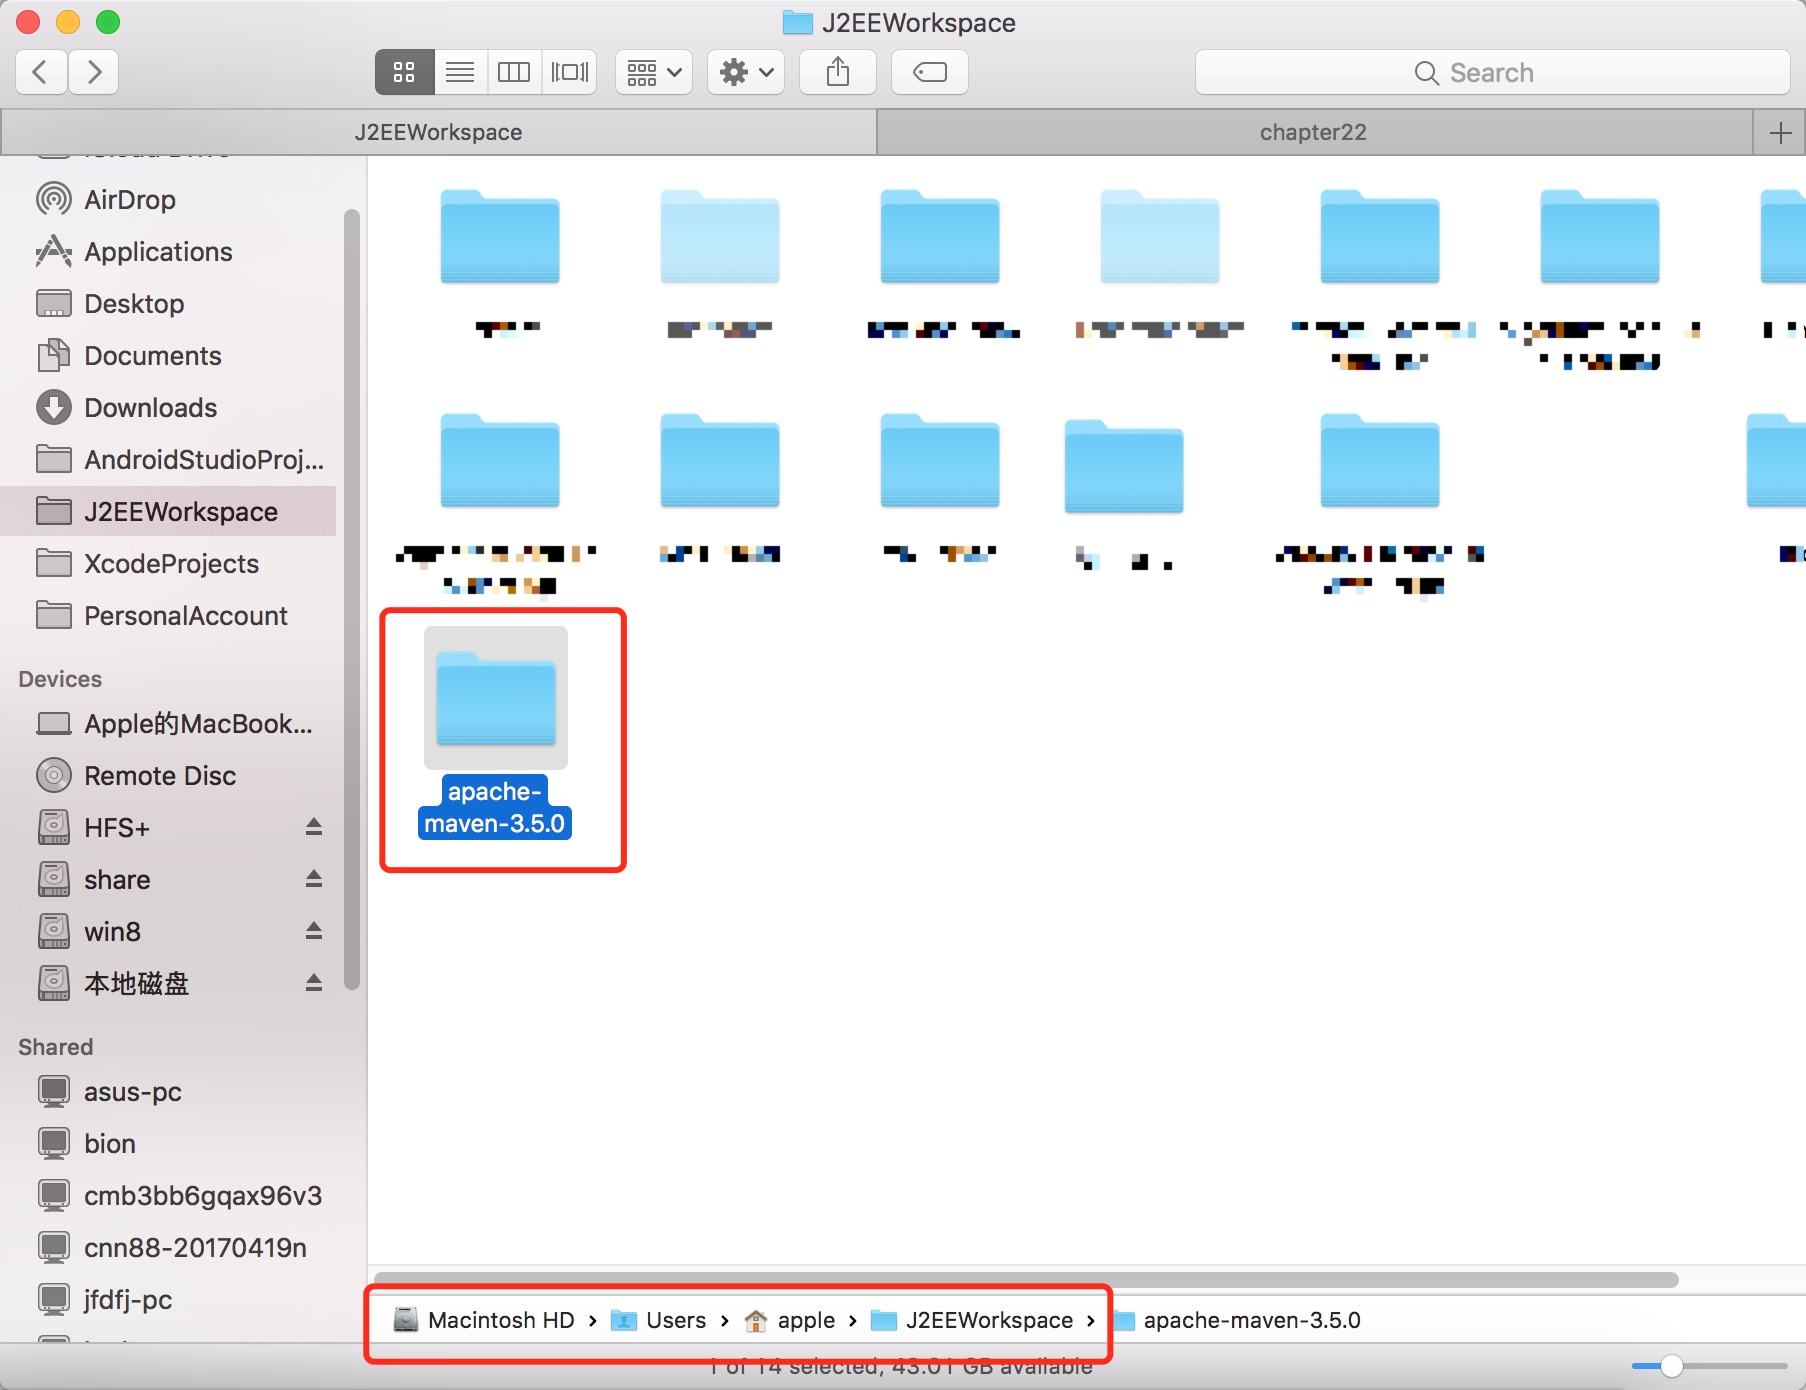 J2EEWorkspace
Search
J2EEWorkspace
chapter22
AirDrop
Applications
Desktop
Documents
Downloads
AndroidStudioProj...
J2EEWorkspace
XcodeProjects
PersonalAccount
Devices
Apple的MacBook...
Remote Disc
HFS+
share
win8
本地磁盘
Shared
asus-pc
bion
cmb3bb6gqax96v3
cnn88-20170419n
jfdfj-pc
apache-
maven-3.5.0
Macintosh HD › Users › apple › J2EEWorkspace › apache-maven-3.5.0
1 of 14 selected, 43.01 GB available